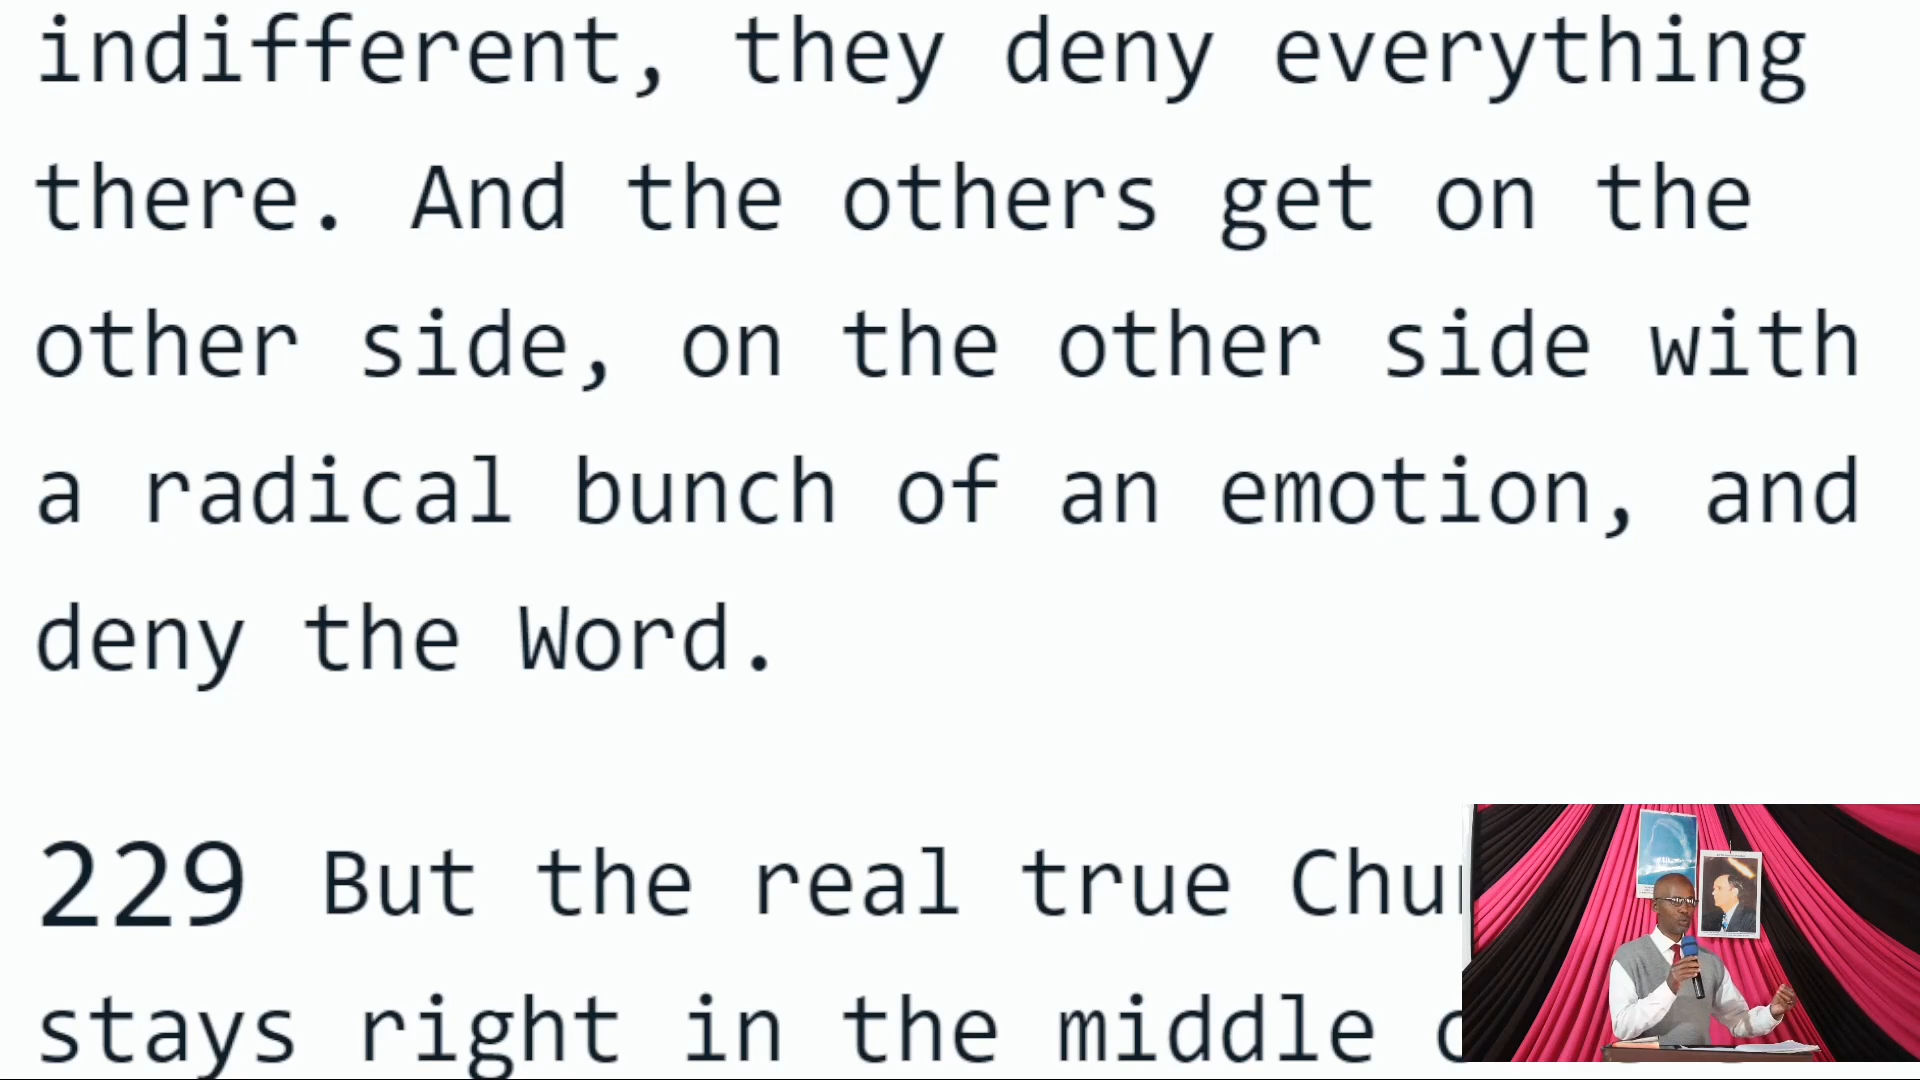 indifferent, they deny everything
there. And the others get on the
other side, on the other side with
a radical bunch of an emotion, and
deny the Word.
229 But the real true
stays right in the middle